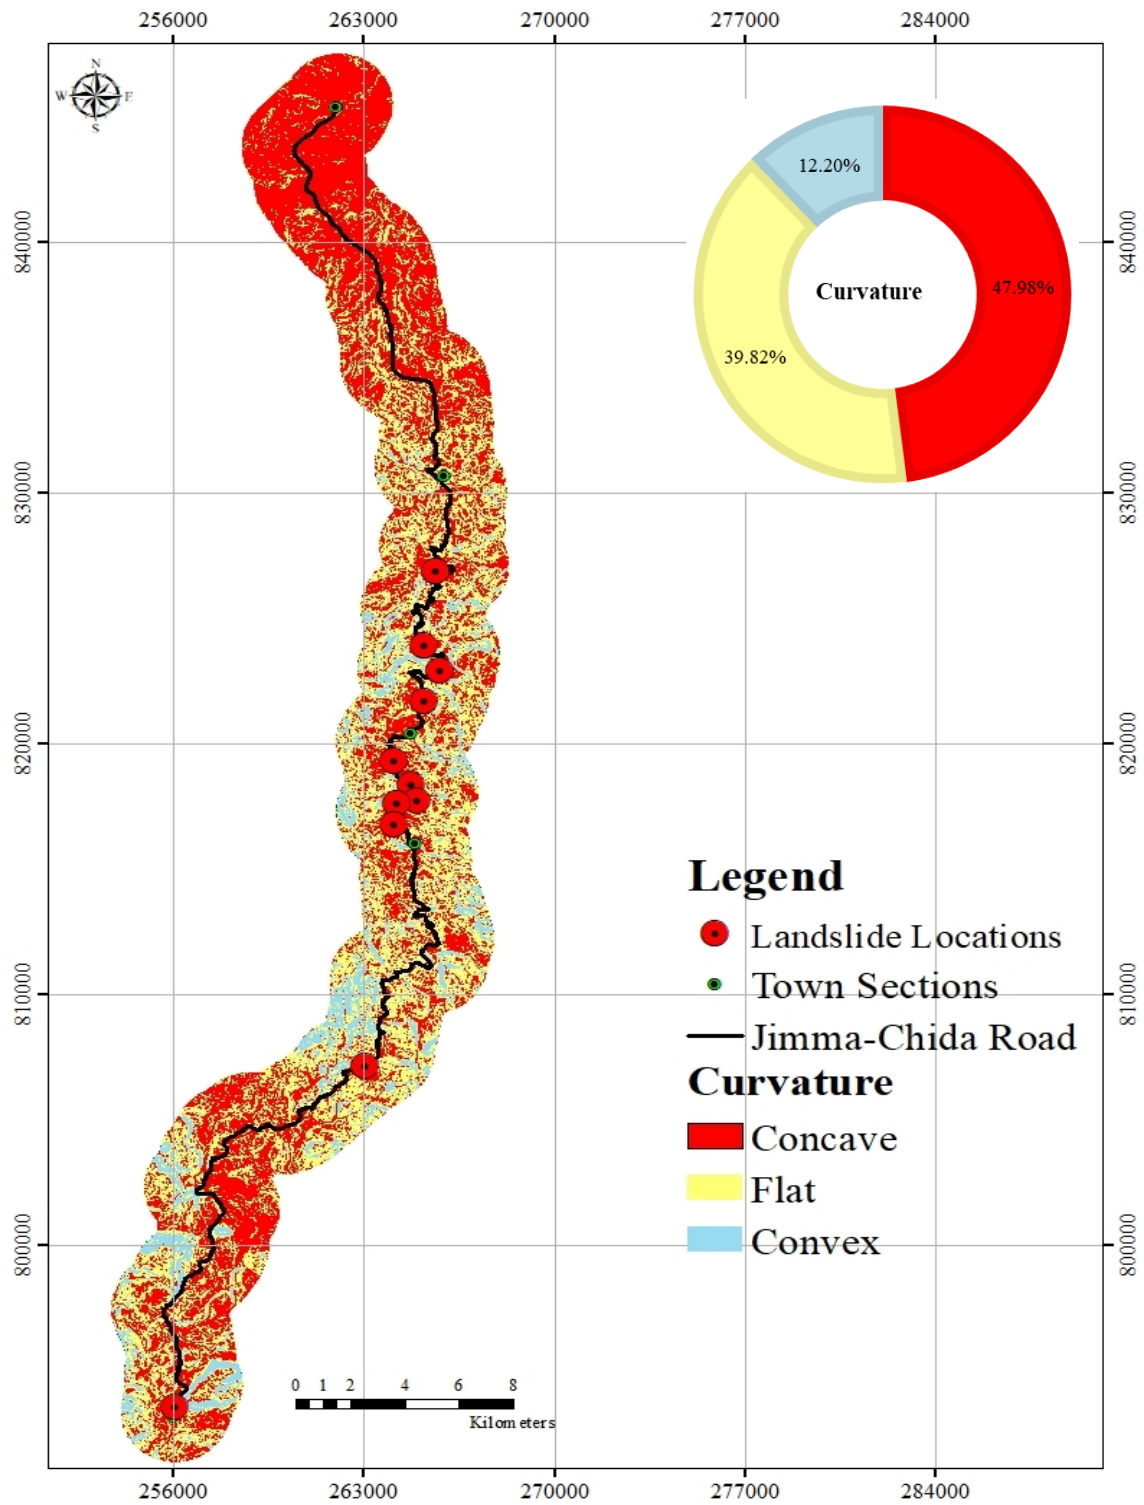 256000 263000 270000 277000 284000
N
W E
S
12.20%
47.98%
Curvature
39.82%
840000 840000
830000 830000
820000 820000
810000 810000
800000 800000
Legend
Landslide Locations
Town Sections
Jimma-Chida Road
Curvature
Concave
Flat
Convex
0 1 2 4 6 8
Kilometers
256000 263000 270000 277000 284000